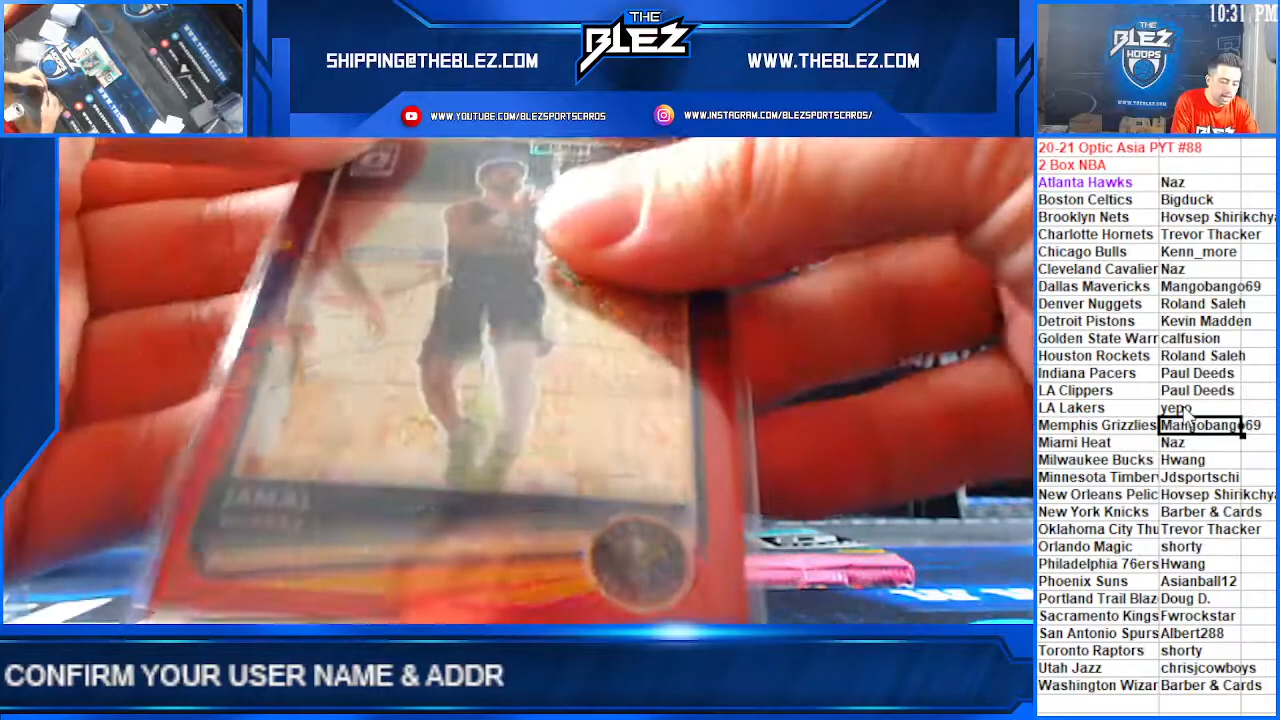 THE
BLEZ
SHIPPING@THEBLEZ.COM
WWW.THEBLEZ.COM
WWW.YOUTUBE.COM/BLEZSPORTSCARDS
WWW.INSTAGRAM.COM/BLEZSPORTSCARDS/
10:31 PM
THE
BLEZ
HOOPS
WWW.THEBLEZ.COM
20-21 Optic Asia PYT #88
2 Box NBA
Atlanta Hawks Naz
Boston Celtics Bigduck
Brooklyn Nets Hovsep Shirikchya
Charlotte Hornets Trevor Thacker
Chicago Bulls Kenn_more
Cleveland Cavalier Naz
Dallas Mavericks Mangobango69
Denver Nuggets Roland Saleh
Detroit Pistons Kevin Madden
Golden State Warr calfusion
Houston Rockets Roland Saleh
Indiana Pacers Paul Deeds
LA Clippers Paul Deeds
LA Lakers yepo
Memphis Grizzlies Mangobango69
Miami Heat Naz
Milwaukee Bucks Hwang
Minnesota Timber Jdsportschi
New Orleans Pelic Hovsep Shirikchya
New York Knicks Barber & Cards
Oklahoma City Thu Trevor Thacker
Orlando Magic shorty
Philadelphia 76ers Hwang
Phoenix Suns Asianball12
Portland Trail Blaz Doug D.
Sacramento Kings Fwrockstar
San Antonio Spurs Albert288
Toronto Raptors shorty
Utah Jazz chrisjcowboys
Washington Wizar Barber & Cards
JAMAL
MURRAY
CONFIRM YOUR USER NAME & ADDR